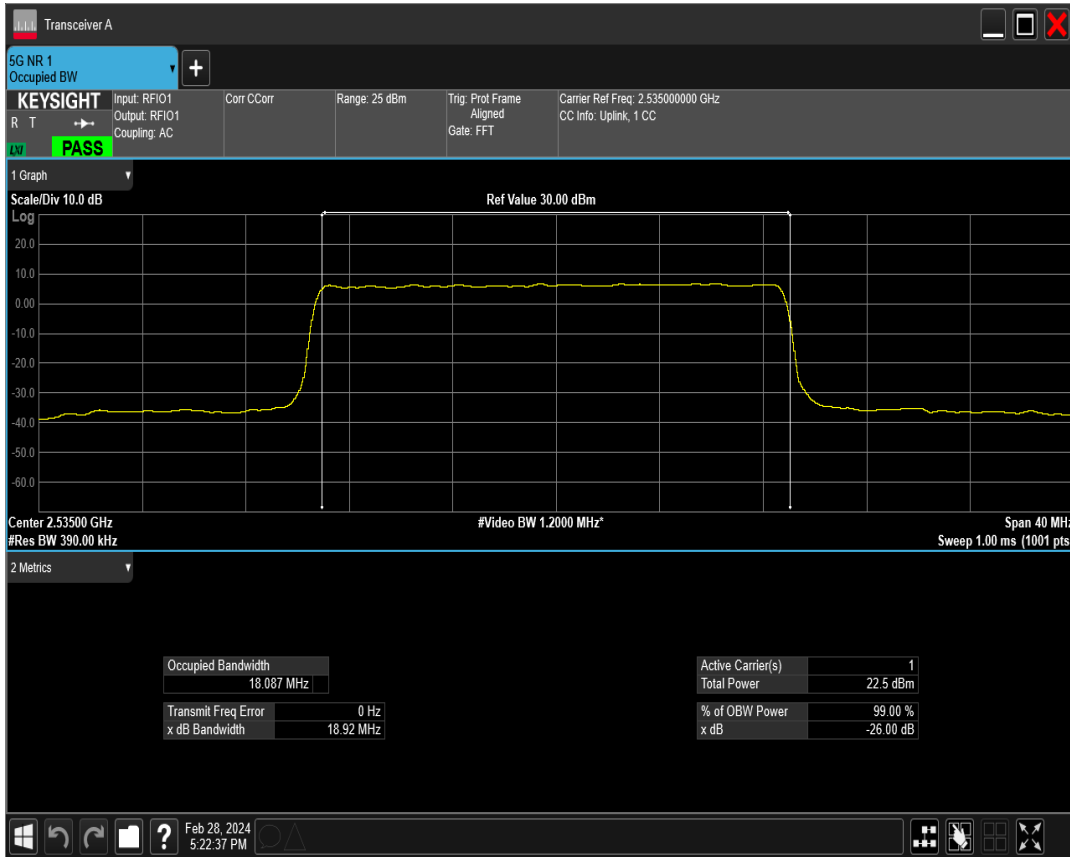 Transceiver A
5G NR 1
Occupied BW
KEYSIGHT
R T
LXI
PASS
Input: RFIO1
Output: RFIO1
Coupling: AC
Corr CCorr
Range: 25 dBm
Trig: Prot Frame
Aligned
Gate: FFT
Carrier Ref Freq: 2.535000000 GHz
CC Info: Uplink, 1 CC
1 Graph
Scale/Div 10.0 dB
Ref Value 30.00 dBm
Log
20.0
10.0
0.00
-10.0
-20.0
-30.0
-40.0
-50.0
-60.0
Center 2.53500 GHz
#Video BW 1.2000 MHz*
Span 40 MHz
#Res BW 390.00 kHz
Sweep 1.00 ms (1001 pts
2 Metrics
Occupied Bandwidth
18.087 MHz
Transmit Freq Error 0 Hz
x dB Bandwidth 18.92 MHz
Active Carrier(s) 1
Total Power 22.5 dBm
% of OBW Power 99.00 %
x dB -26.00 dB
?
Feb 28, 2024
5:22:37 PM